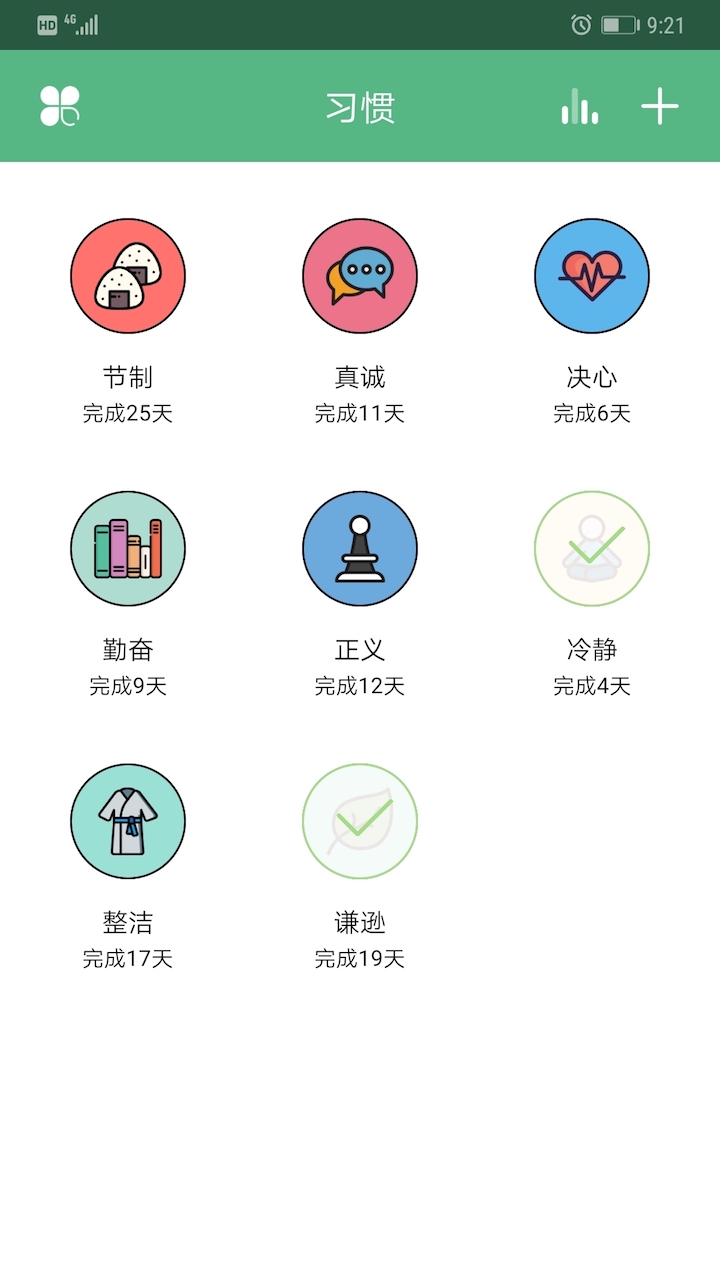 HD 4G 9:21
习惯
节制 真诚 决心
完成25天 完成11天 完成6天
勤奋 正义 冷静
完成9天 完成12天 完成4天
整洁 谦逊
完成17天 完成19天